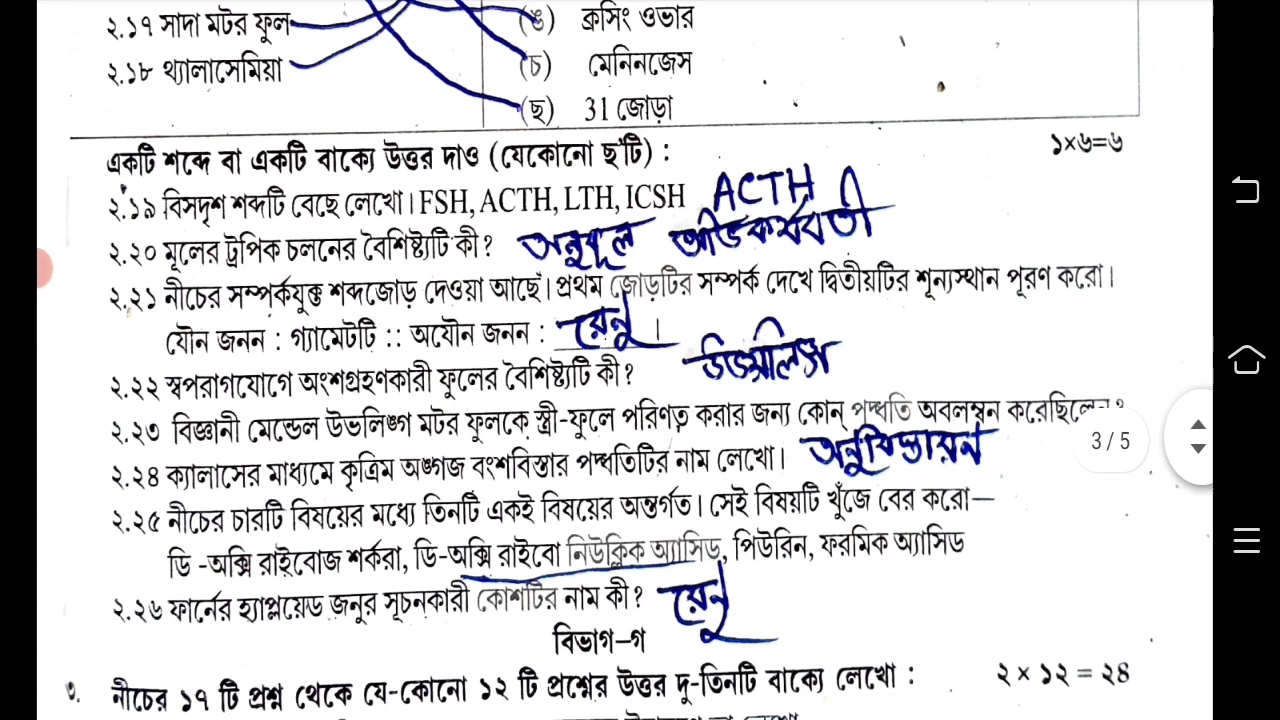 ২.১৭ সাদা মটর ফুল (ঙ) ক্রসিং ওভার
২.১৮ থ্যালাসেমিয়া (চ) মেনিনজেস
(ছ) 31 জোড়া
একটি শব্দে বা একটি বাক্যে উত্তর দাও (যেকোনো ছ'টি) : ১×৬=৬
২.১৯ বিসদৃশ শব্দটি বেছে লেখো। FSH, ACTH, LTH, ICSH ACTH
২.২০ মূলের ট্রপিক চলনের বৈশিষ্ট্যটি কী? অনুকূল
২.২১ নীচের সম্পর্কযুক্ত শব্দজোড় দেওয়া আছে। প্রথম জোড়টির সম্পর্ক দেখে দ্বিতীয়টির শূন্যস্থান পূরণ করো।
যৌন জনন : গ্যামেটটি :: অযৌন জনন : রেনু ।
২.২২ স্বপরাগযোগে অংশগ্রহণকারী ফুলের বৈশিষ্ট্যটি কী?
২.২৩ বিজ্ঞানী মেন্ডেল উভলিঙ্গ মটর ফুলকে স্ত্রী-ফুলে পরিণত করার জন্য কোন্ পদ্ধতি অবলম্বন করেছিলেন?
২.২৪ ক্যালাসের মাধ্যমে কৃত্রিম অঙ্গজ বংশবিস্তার পদ্ধতিটির নাম লেখো। অনুবিস্তারন
3/5
২.২৫ নীচের চারটি বিষয়ের মধ্যে তিনটি একই বিষয়ের অন্তর্গত। সেই বিষয়টি খুঁজে বের করো—
ডি -অক্সি রাইবোজ শর্করা, ডি-অক্সি রাইবো নিউক্লিক অ্যাসিড, পিউরিন, ফরমিক অ্যাসিড
২.২৬ ফার্নের হ্যাপ্লয়েড জনুর সূচনকারী কোশটির নাম কী? রেনু
বিভাগ–গ
৩. নীচের ১৭ টি প্রশ্ন থেকে যে-কোনো ১২ টি প্রশ্নের উত্তর দু-তিনটি বাক্যে লেখো : ২ × ১২ = ২৪